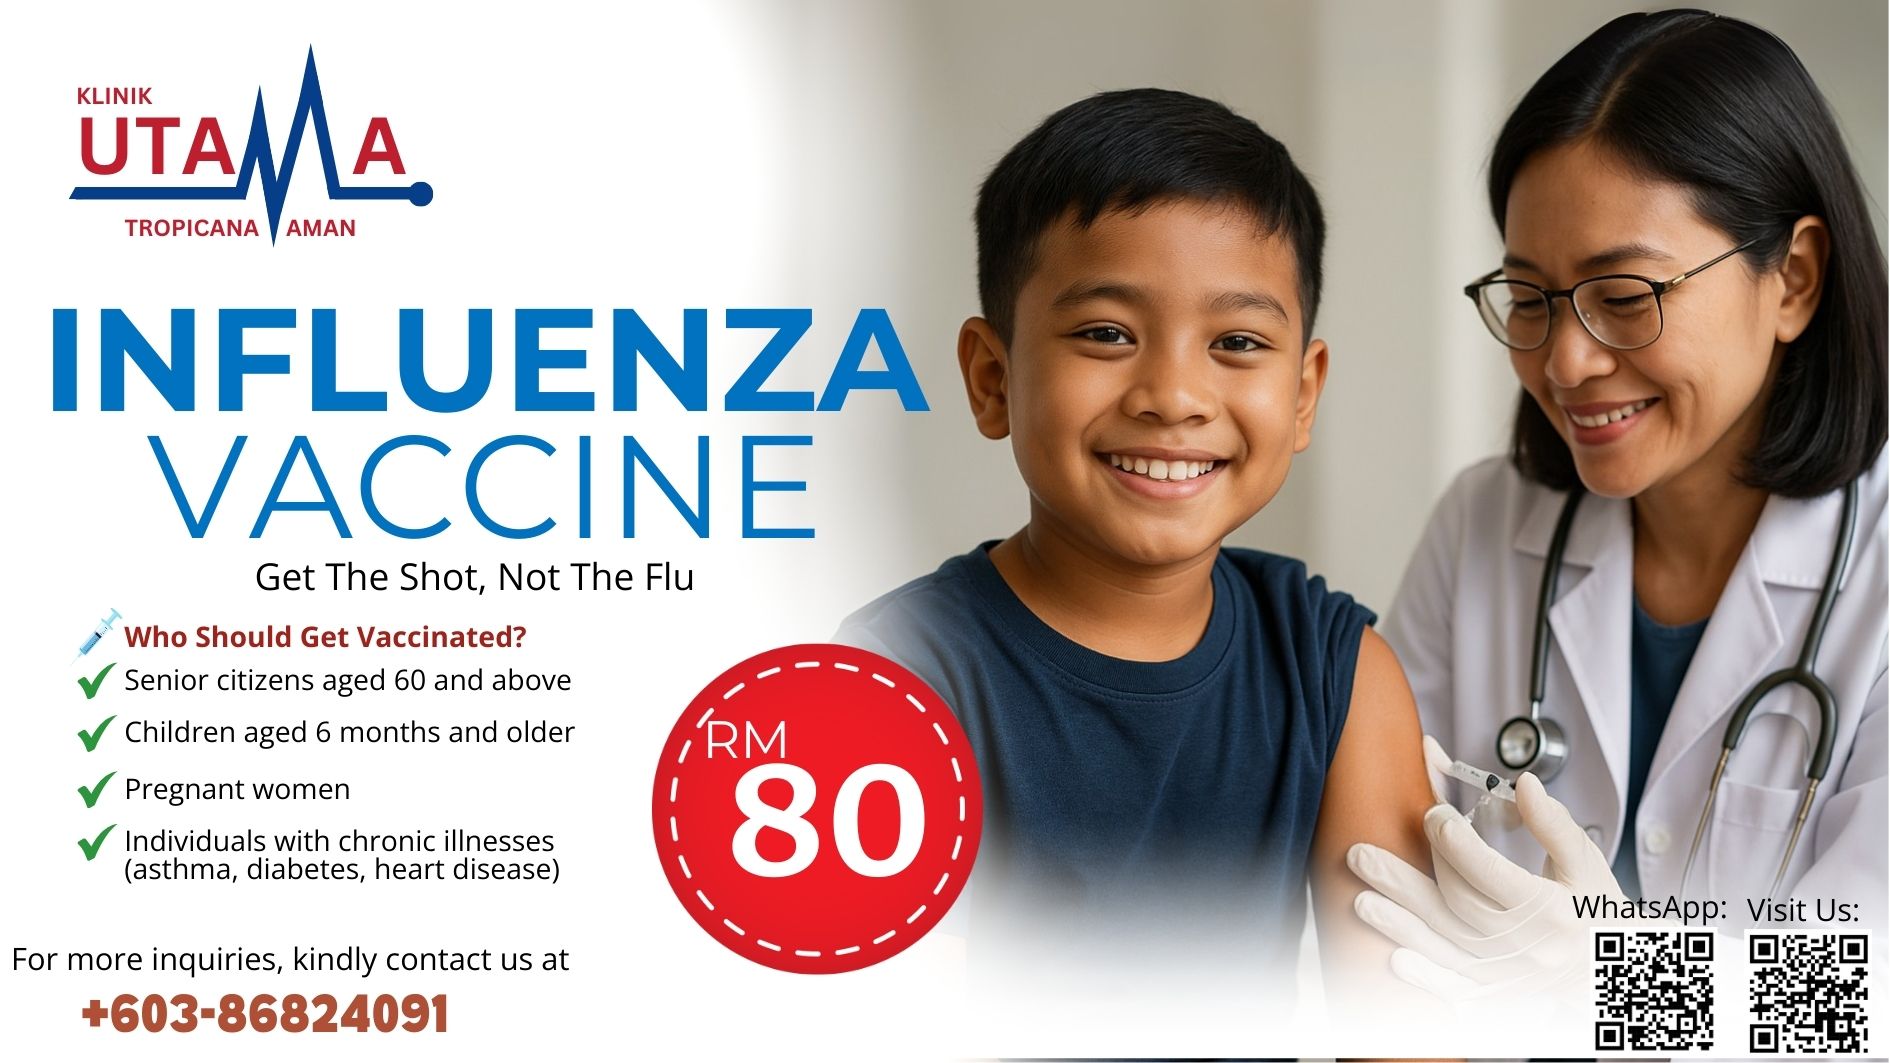 KLINIK
UTAMA
TROPICANA AMAN
INFLUENZA
VACCINE
Get The Shot, Not The Flu
Who Should Get Vaccinated?
Senior citizens aged 60 and above
Children aged 6 months and older
Pregnant women
Individuals with chronic illnesses
(asthma, diabetes, heart disease)
RM
80
For more inquiries, kindly contact us at
+603-86824091
WhatsApp:
Visit Us: